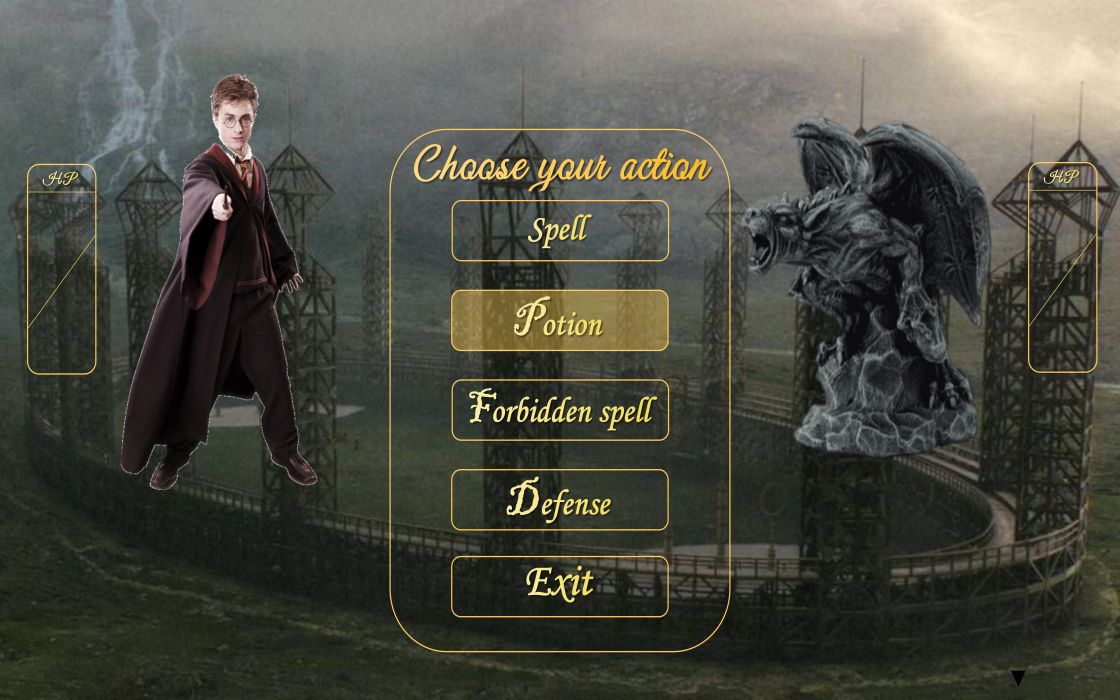 Choose your action
HP
HP
Spell
Potion
Forbidden spell
Defense
Exit